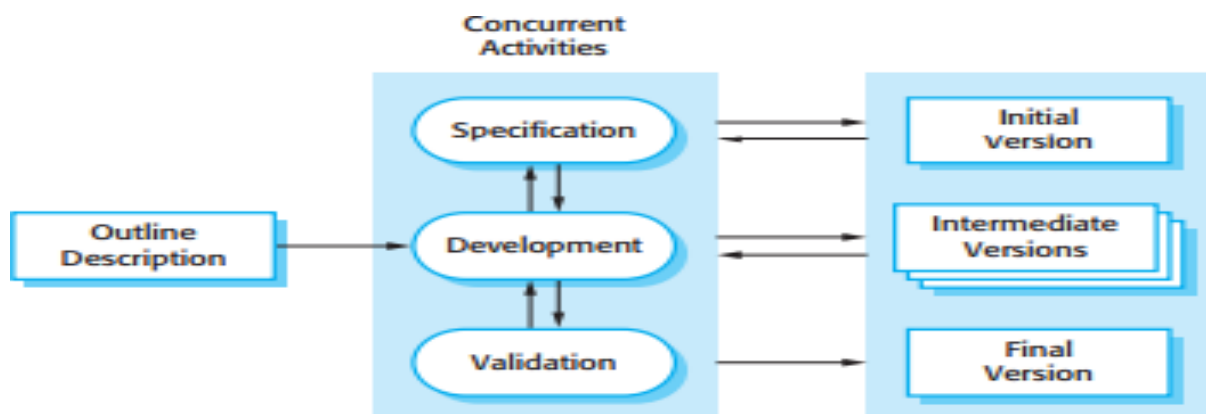 Concurrent
Activities
Specification
Initial
Version
Outline
Description
Development
Intermediate
Versions
Validation
Final
Version